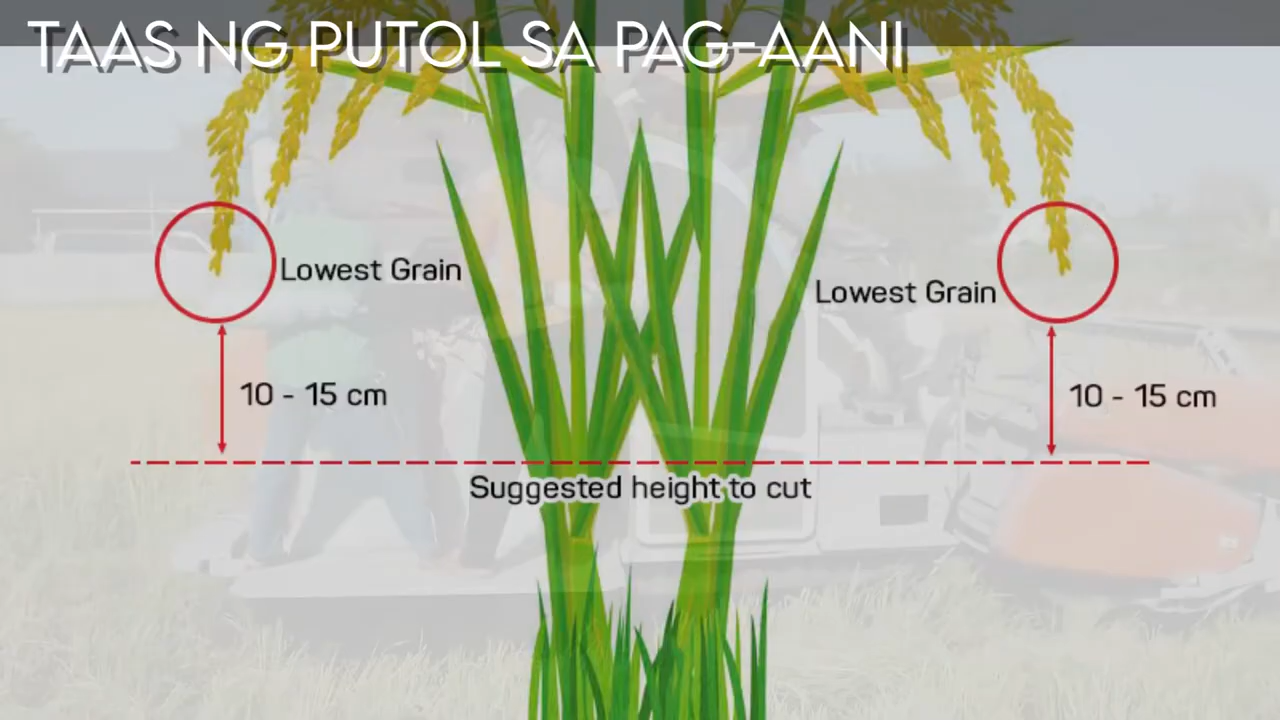 TAAS NG PUTOL SA PAG-AANI
Lowest Grain
Lowest Grain
10 - 15 cm
10 - 15 cm
Suggested height to cut